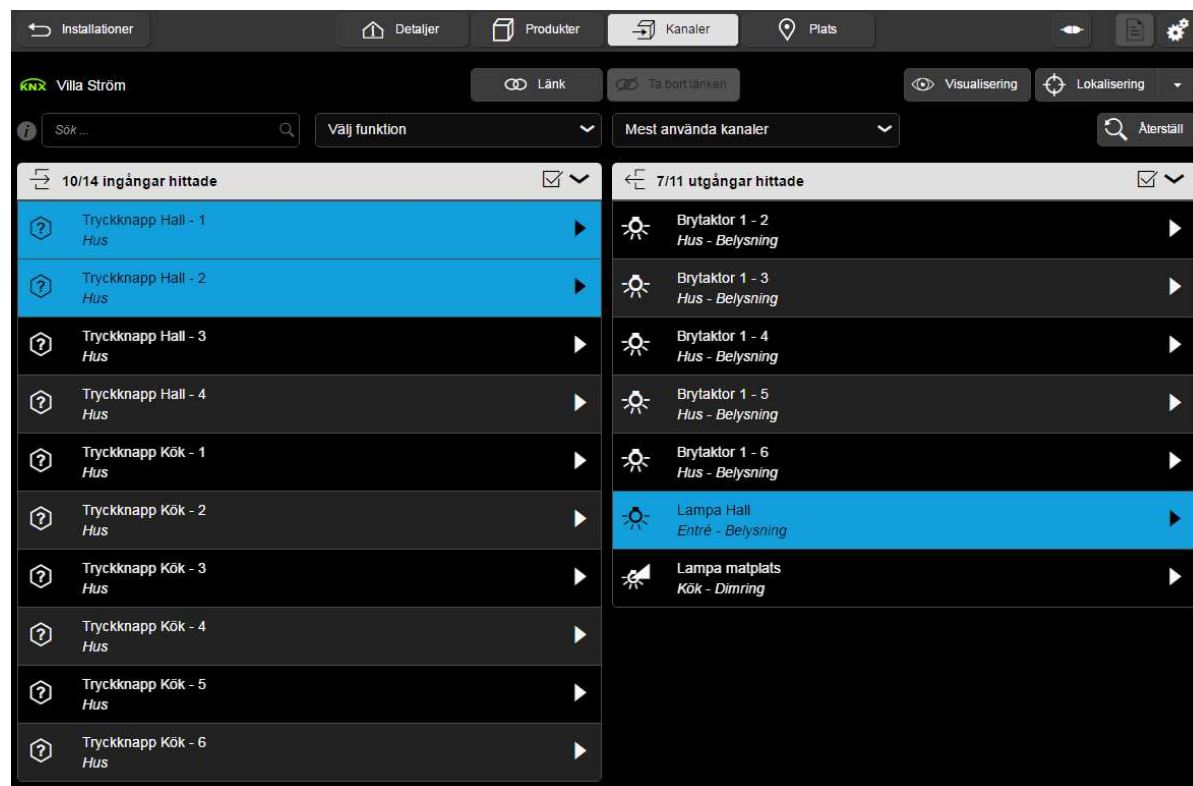 Installationer
Detaljer
Produkter
Kanaler
Plats
KNX Villa Ström
Länk
Ta bort länken
Visualisering
Lokalisering
Sök ...
Välj funktion
Mest använda kanaler
Återställ
10/14 ingångar hittade
Tryckknapp Hall - 1
Hus
Tryckknapp Hall - 2
Hus
Tryckknapp Hall - 3
Hus
Tryckknapp Hall - 4
Hus
Tryckknapp Kök - 1
Hus
Tryckknapp Kök - 2
Hus
Tryckknapp Kök - 3
Hus
Tryckknapp Kök - 4
Hus
Tryckknapp Kök - 5
Hus
Tryckknapp Kök - 6
Hus
7/11 utgångar hittade
Brytaktor 1 - 2
Hus - Belysning
Brytaktor 1 - 3
Hus - Belysning
Brytaktor 1 - 4
Hus - Belysning
Brytaktor 1 - 5
Hus - Belysning
Brytaktor 1 - 6
Hus - Belysning
Lampa Hall
Entré - Belysning
Lampa matplats
Kök - Dimring